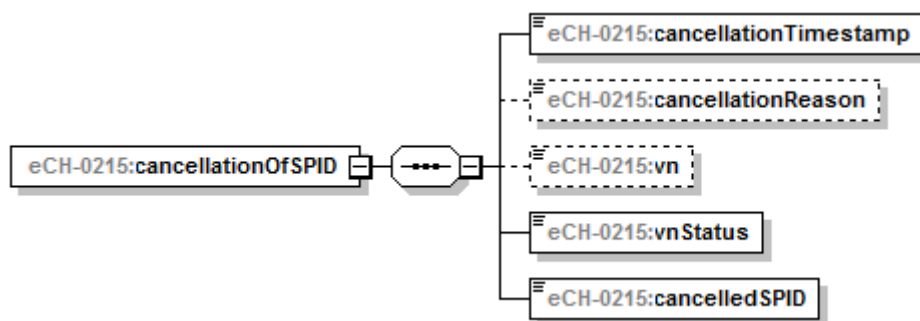 eCH-0215:cancellationTimestamp
eCH-0215:cancellationReason
eCH-0215:cancellationOfSPID
eCH-0215:vn
eCH-0215:vnStatus
eCH-0215:cancelledSPID